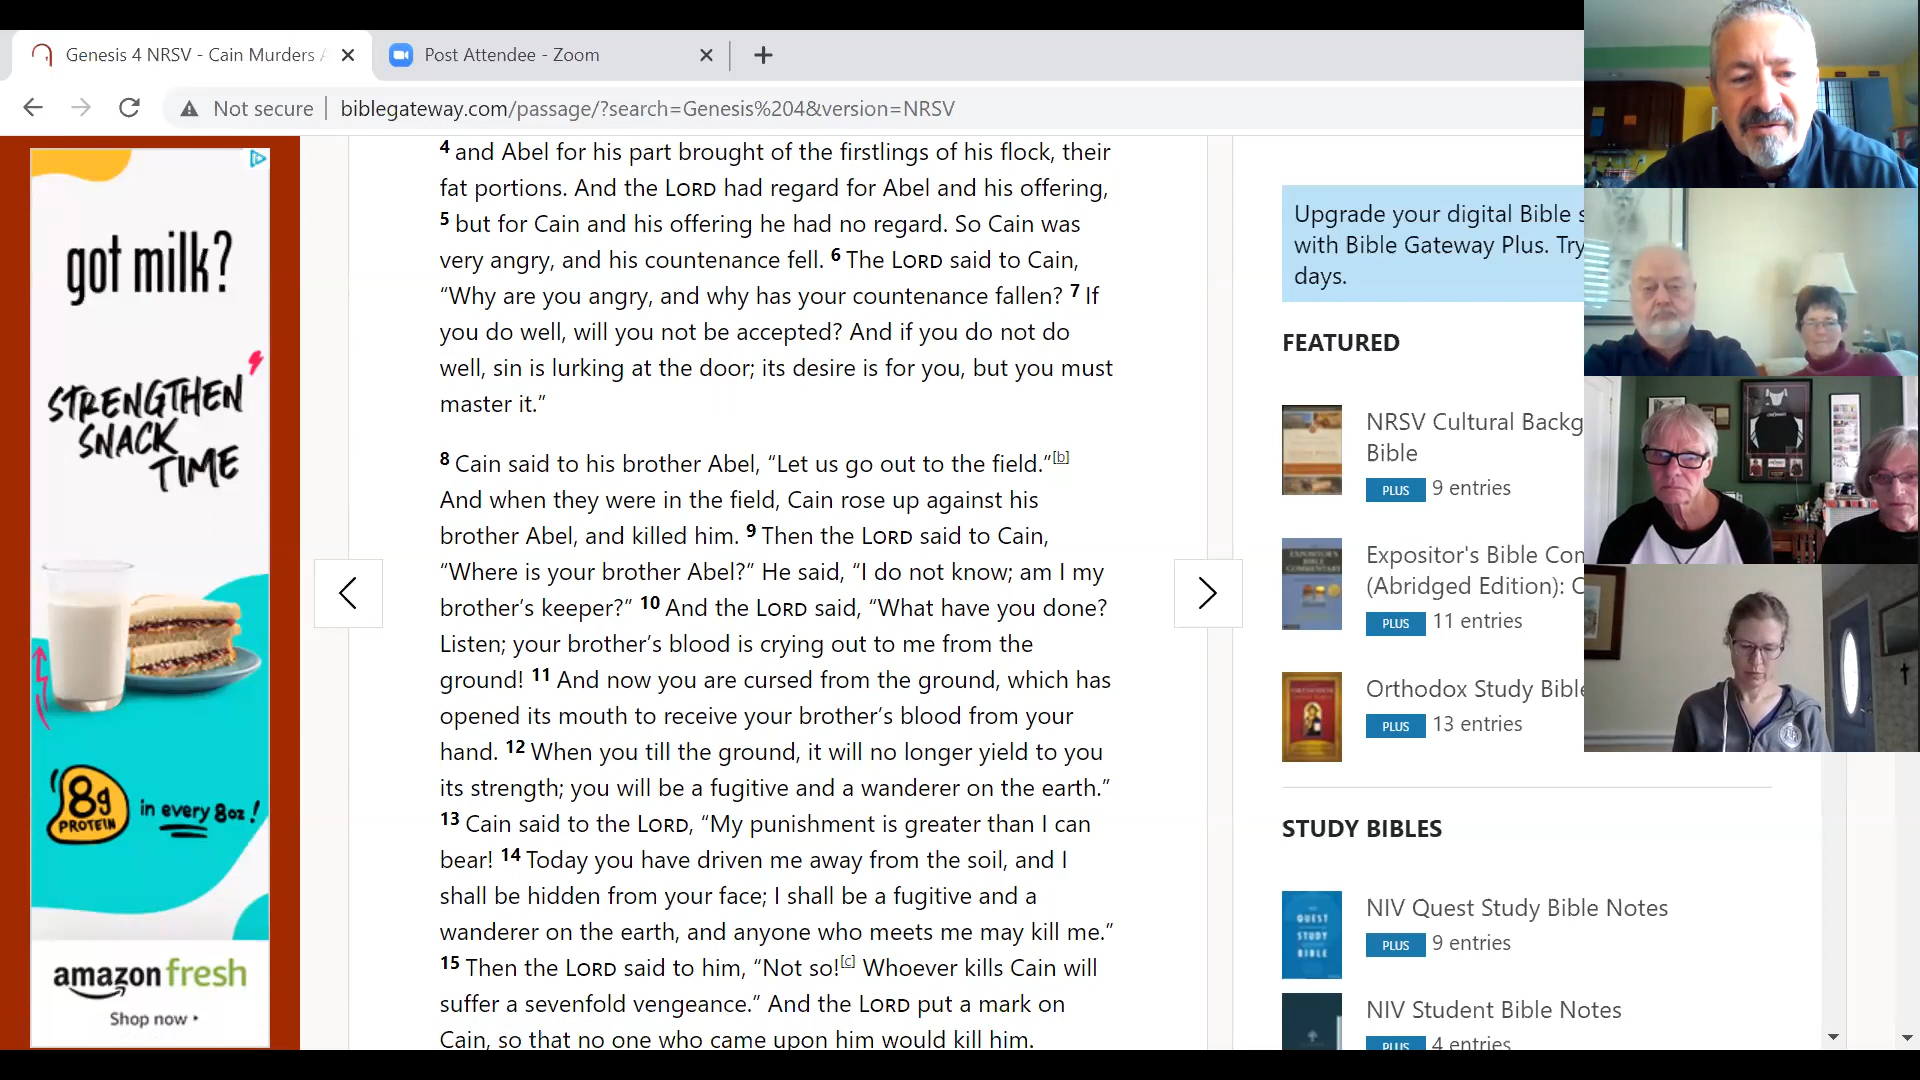 Genesis 4 NRSV - Cain Murders A
Post Attendee - Zoom
Not secure
biblegateway.com/passage/?search=Genesis%204&version=NRSV
got milk?
STRENGTHEN
SNACK
TIME
8g
PROTEIN
in every 8oz!
amazon fresh
Shop now
4 and Abel for his part brought of the firstlings of his flock, their
fat portions. And the LORD had regard for Abel and his offering,
5 but for Cain and his offering he had no regard. So Cain was
very angry, and his countenance fell. 6 The LORD said to Cain,
“Why are you angry, and why has your countenance fallen? 7 If
you do well, will you not be accepted? And if you do not do
well, sin is lurking at the door; its desire is for you, but you must
master it.”
8 Cain said to his brother Abel, “Let us go out to the field.”[b]
And when they were in the field, Cain rose up against his
brother Abel, and killed him. 9 Then the LORD said to Cain,
“Where is your brother Abel?” He said, “I do not know; am I my
brother’s keeper?” 10 And the LORD said, “What have you done?
Listen; your brother’s blood is crying out to me from the
ground! 11 And now you are cursed from the ground, which has
opened its mouth to receive your brother’s blood from your
hand. 12 When you till the ground, it will no longer yield to you
its strength; you will be a fugitive and a wanderer on the earth.”
13 Cain said to the LORD, “My punishment is greater than I can
bear! 14 Today you have driven me away from the soil, and I
shall be hidden from your face; I shall be a fugitive and a
wanderer on the earth, and anyone who meets me may kill me.”
15 Then the LORD said to him, “Not so![c] Whoever kills Cain will
suffer a sevenfold vengeance.” And the LORD put a mark on
Cain, so that no one who came upon him would kill him.
Upgrade your digital Bible s
with Bible Gateway Plus. Try
days.
FEATURED
NRSV Cultural Backg
Bible
PLUS 9 entries
Expositor's Bible Com
(Abridged Edition): O
PLUS 11 entries
Orthodox Study Bible
PLUS 13 entries
STUDY BIBLES
QUEST
STUDY
BIBLE
NIV Quest Study Bible Notes
PLUS 9 entries
NIV Student Bible Notes
PLUS 4 entries